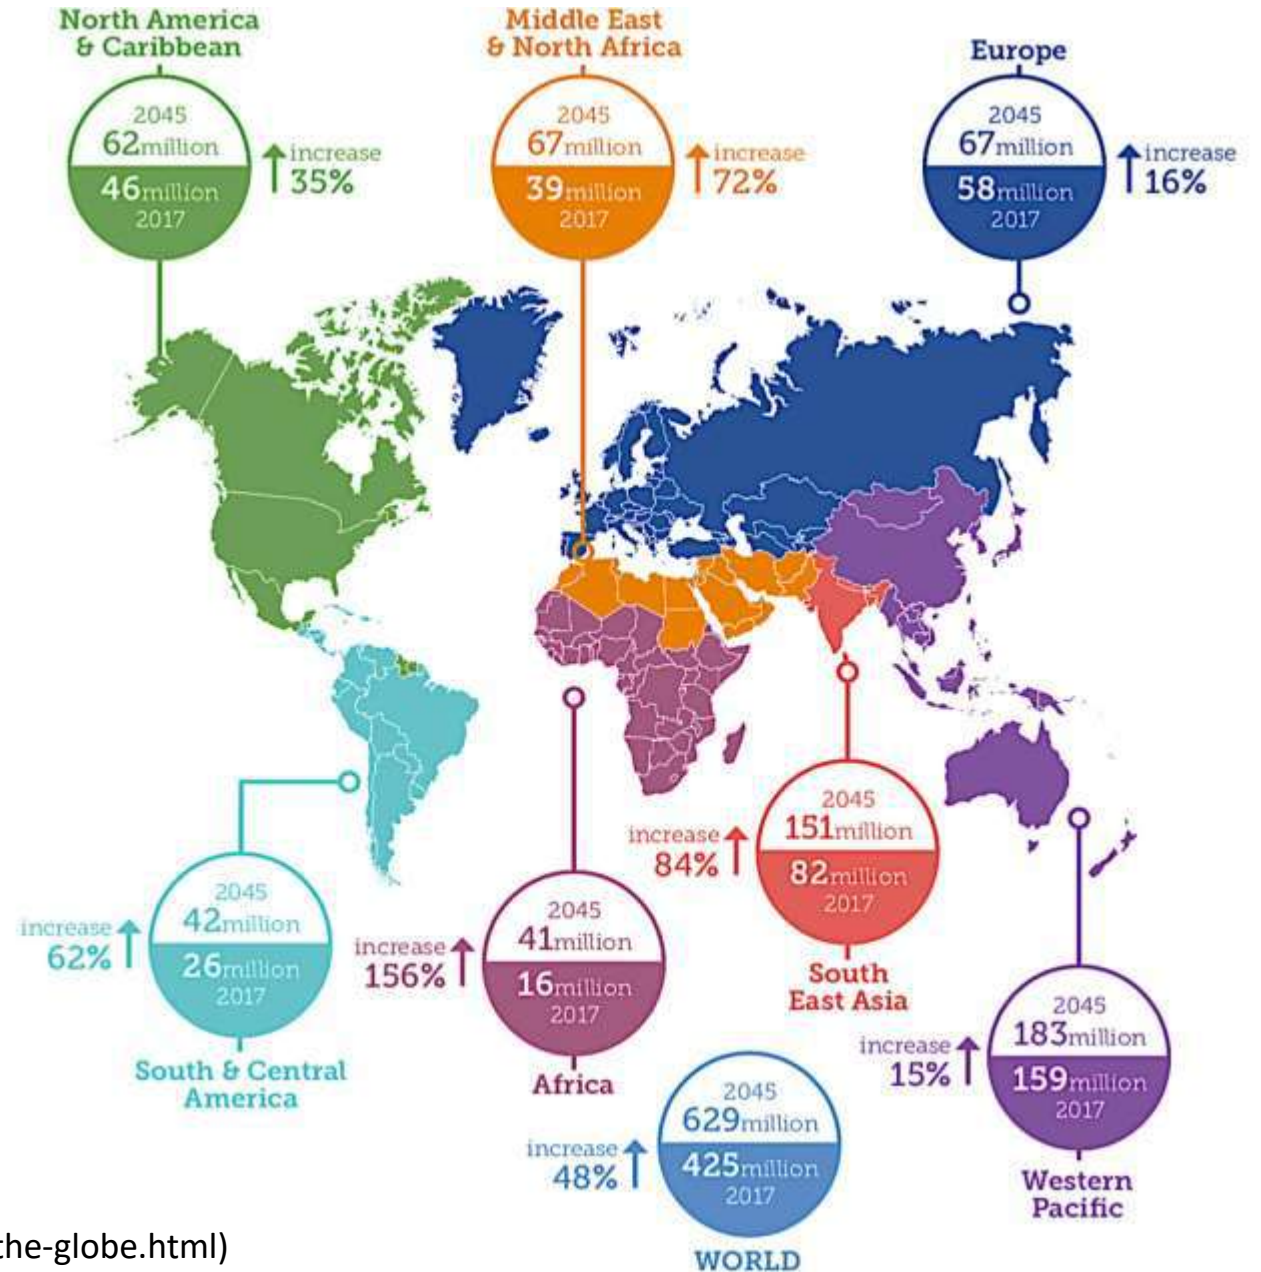 North America
& Caribbean
2045
62million
46million
2017
increase
35%
Middle East
& North Africa
2045
67million
39million
2017
increase
72%
Europe
2045
67million
58million
2017
increase
16%
2045
42million
26million
2017
increase
62%
South & Central
America
2045
41million
16million
2017
increase
156%
Africa
2045
151million
82million
2017
increase
84%
South
East Asia
2045
183million
159million
2017
increase
15%
Western
Pacific
2045
629million
425million
2017
increase
48%
WORLD
the-globe.html)